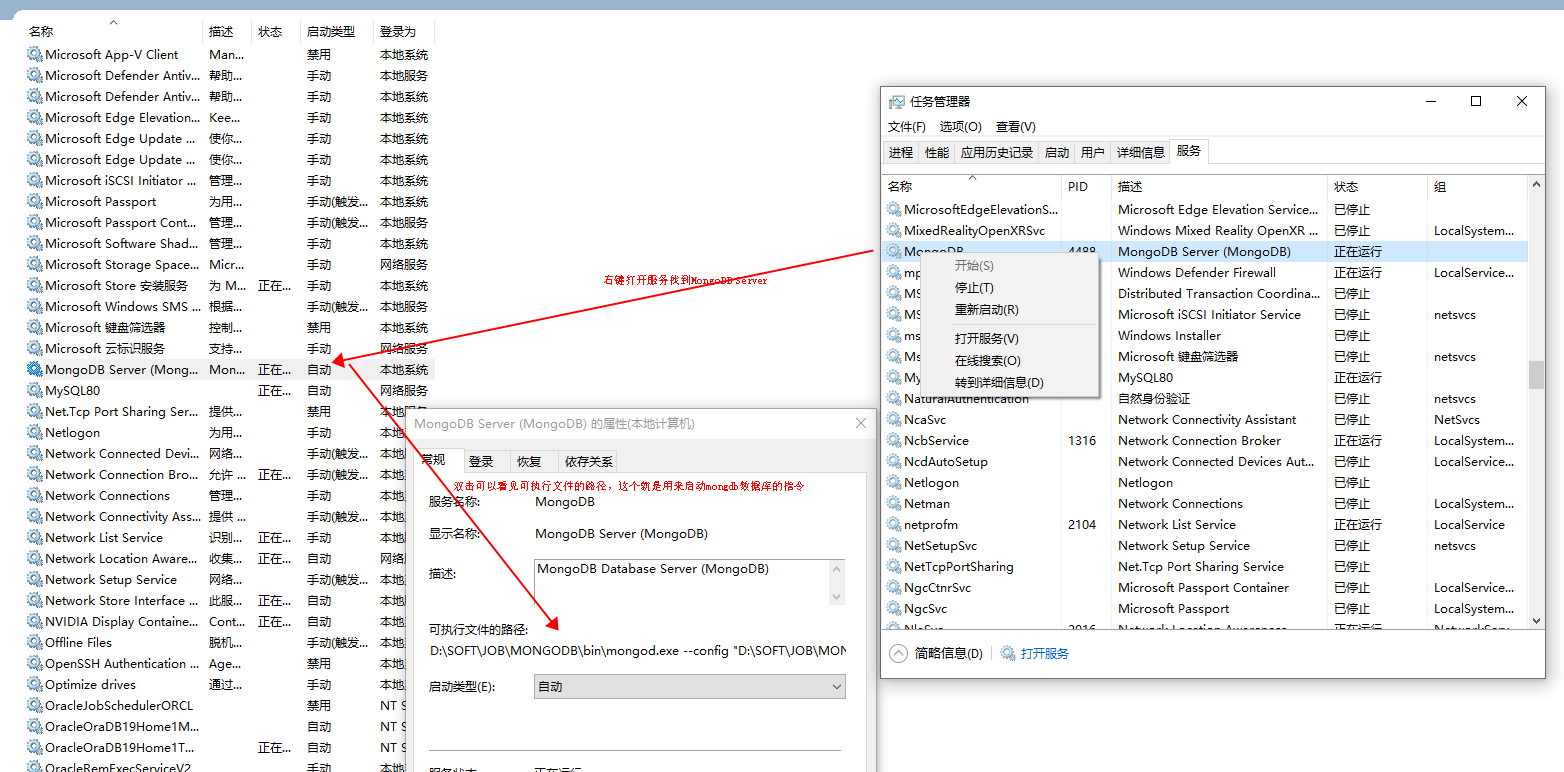 名称 描述 状态 启动类型 登录为
Microsoft App-V Client Man... 禁用 本地系统
Microsoft Defender Antiv... 帮助... 手动 本地服务
Microsoft Defender Antiv... 帮助... 手动 本地系统
Microsoft Edge Elevation... Kee... 手动 本地系统
Microsoft Edge Update ... 使你... 手动 本地系统
Microsoft Edge Update ... 使你... 手动 本地系统
Microsoft iSCSI Initiator ... 管理... 手动 本地系统
Microsoft Passport 为用... 手动(触发... 本地系统
Microsoft Passport Cont... 管理... 手动(触发... 本地服务
Microsoft Software Shad... 管理... 手动 本地系统
Microsoft Storage Space... Micr... 手动 网络服务
Microsoft Store 安装服务 为 M... 正在... 手动 本地系统
Microsoft Windows SMS ... 根据... 手动(触发... 本地服务
Microsoft 键盘筛选器 控制... 禁用 本地系统
Microsoft 云标识服务 支持... 手动 网络服务
MongoDB Server (Mong... Mon... 正在... 自动 本地系统
MySQL80 正在... 自动 网络服务
Net.Tcp Port Sharing Ser... 提供... 禁用 本地
Netlogon 为用... 手动 本地
Network Connected Devi... 网络... 手动(触发... 本地
Network Connection Bro... 允许 ... 正在... 手动(触发... 本地
Network Connections 管理... 手动 本地
Network Connectivity Ass... 提供 ... 手动(触发... 本地
Network List Service 识别... 正在... 手动 本地
Network Location Aware... 收集... 正在... 自动 网络
Network Setup Service 网络... 手动(触发... 本地
Network Store Interface ... 此服... 正在... 自动 本地
NVIDIA Display Containe... Cont... 正在... 自动 本地
Offline Files 脱机... 手动(触发... 本地
OpenSSH Authentication ... Age... 禁用 本地
Optimize drives 通过... 手动 本地
OracleJobSchedulerORCL 禁用 NT S
OracleOraDB19Home1M... 自动 NT S
OracleOraDB19Home1T... 正在... 自动 NT S
OracleRemExecServiceV2 手动 本地
右键打开服务找到MongoDB Server
MongoDB Server (MongoDB) 的属性(本地计算机)
常规 登录 恢复 依存关系
双击可以看见可执行文件的路径，这个就是用来启动mongdb数据库的指令
服务名称: MongoDB
显示名称: MongoDB Server (MongoDB)
描述: MongoDB Database Server (MongoDB)
可执行文件的路径:
D:\SOFT\JOB\MONGODB\bin\mongod.exe --config "D:\SOFT\JOB\MON
启动类型(E): 自动
服务状态 正在运行
任务管理器
文件(F) 选项(O) 查看(V)
进程 性能 应用历史记录 启动 用户 详细信息 服务
名称 PID 描述 状态 组
MicrosoftEdgeElevationS... Microsoft Edge Elevation Service... 已停止
MixedRealityOpenXRSvc Windows Mixed Reality OpenXR ... 已停止 LocalSystem...
MongoDB 4488 MongoDB Server (MongoDB) 正在运行
mp Windows Defender Firewall 正在运行 LocalService...
MS Distributed Transaction Coordina... 已停止
MS Microsoft iSCSI Initiator Service 已停止 netsvcs
ms Windows Installer 已停止
Ms Microsoft 键盘筛选器 已停止 netsvcs
My MySQL80 正在运行
NaturalAuthentication 自然身份验证 已停止 netsvcs
NcaSvc Network Connectivity Assistant 已停止 NetSvcs
NcbService 1316 Network Connection Broker 正在运行 LocalSystem...
NcdAutoSetup Network Connected Devices Aut... 已停止 LocalService...
Netlogon Netlogon 已停止
Netman Network Connections 已停止 LocalSystem...
netprofm 2104 Network List Service 正在运行 LocalService
NetSetupSvc Network Setup Service 已停止 netsvcs
NetTcpPortSharing Net.Tcp Port Sharing Service 已停止
NgcCtnrSvc Microsoft Passport Container 已停止 LocalService...
NgcSvc Microsoft Passport 已停止 LocalSystem...
NlaSvc 2016 Network Location Awareness 正在运行 NetworkServ...
开始(S)
停止(T)
重新启动(R)
打开服务(V)
在线搜索(O)
转到详细信息(D)
简略信息(D) 打开服务